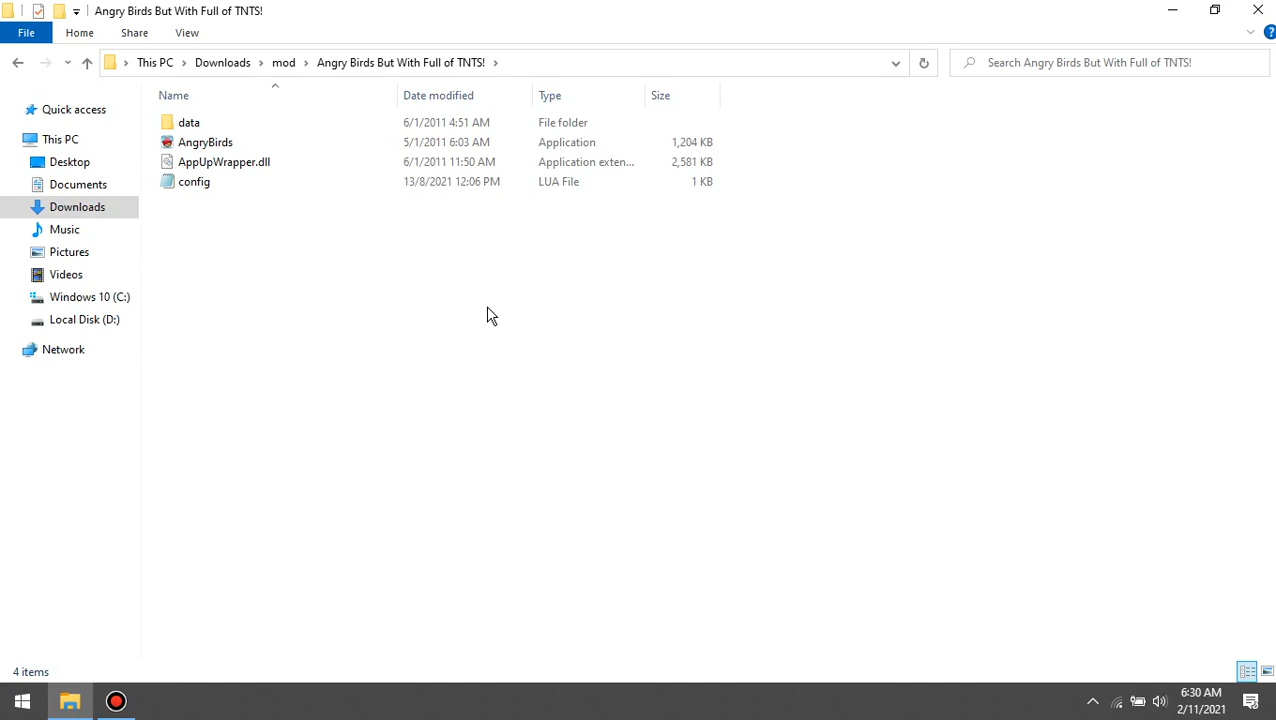 Angry Birds But With Full of TNTS!
File Home Share View
This PC Downloads mod Angry Birds But With Full of TNTS! Search Angry Birds But With Full of TNTS!
Name Date modified Type Size
Quick access
This PC
Desktop
Documents
Downloads
Music
Pictures
Videos
Windows 10 (C:)
Local Disk (D:)
Network
data 6/1/2011 4:51 AM File folder
AngryBirds 5/1/2011 6:03 AM Application 1,204 KB
AppUpWrapper.dll 6/1/2011 11:50 AM Application exten... 2,581 KB
config 13/8/2021 12:06 PM LUA File 1 KB
4 items
6:30 AM
2/11/2021